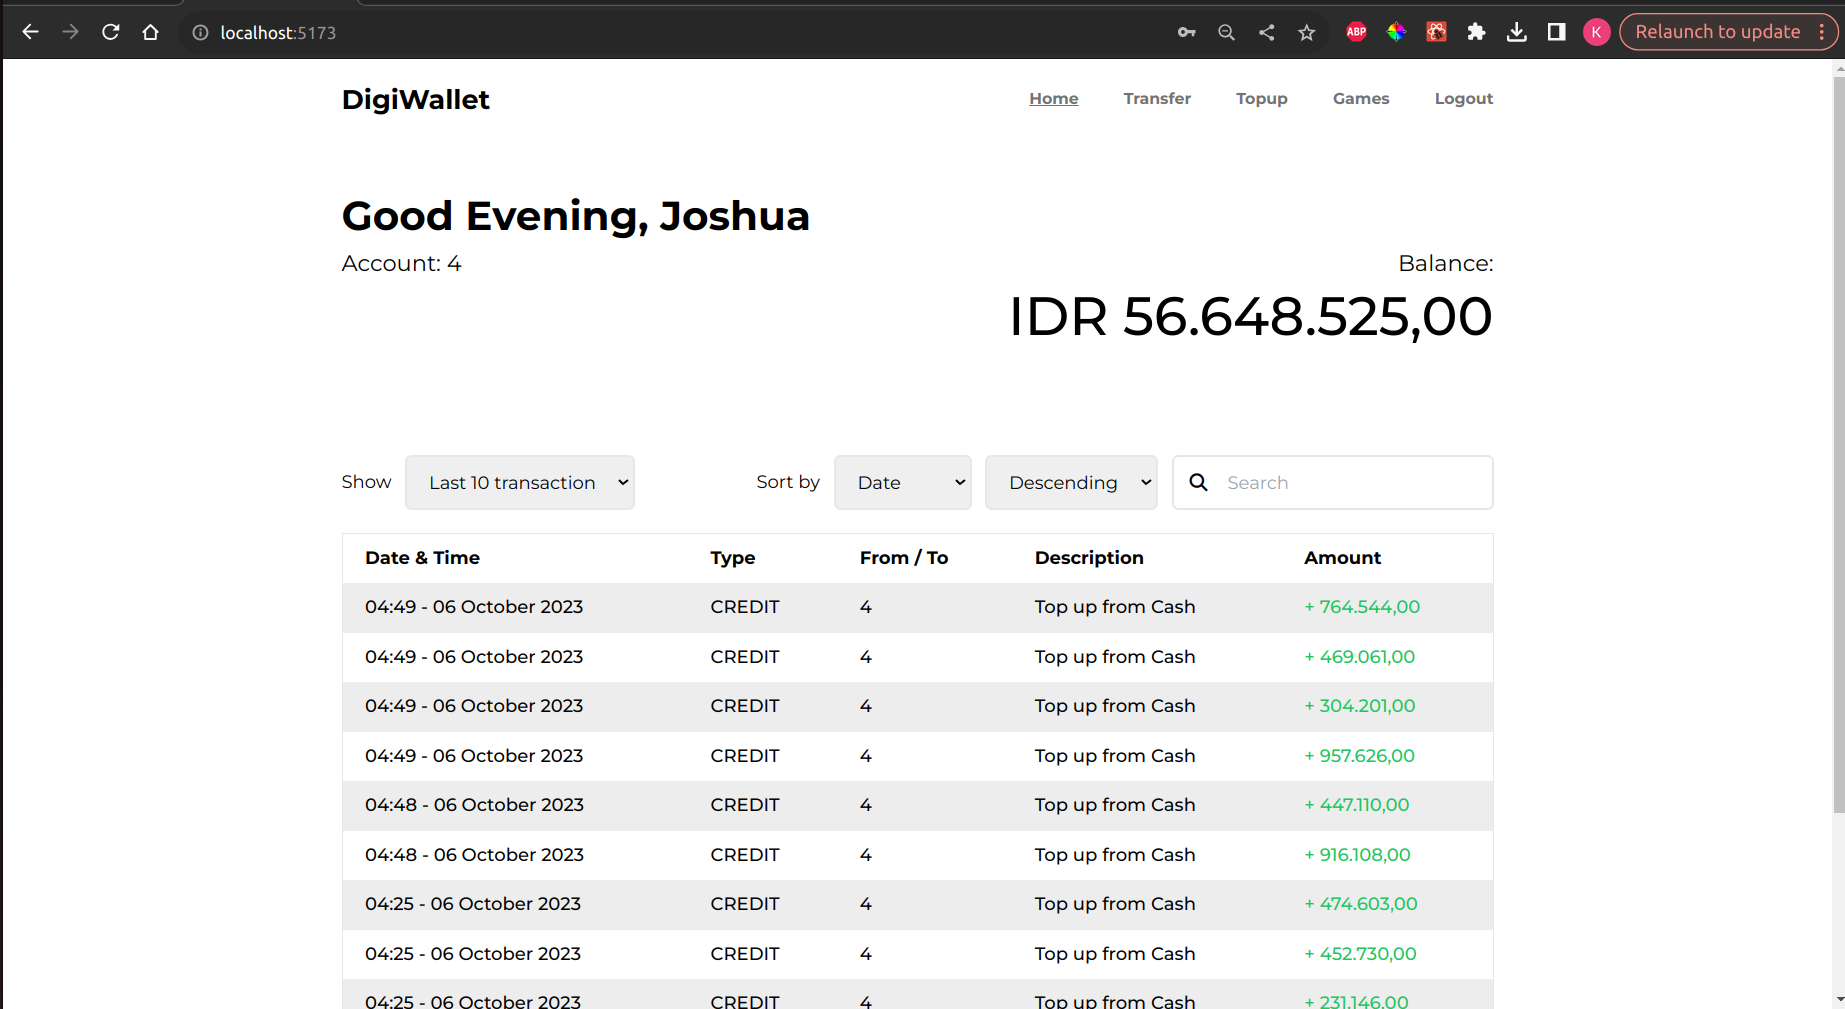 localhost:5173
ABP
K
Relaunch to update
DigiWallet
Home Transfer Topup Games Logout
Good Evening, Joshua
Account: 4
Balance:
IDR 56.648.525,00
Show Last 10 transaction Sort by Date Descending Search
Date & Time Type From / To Description Amount
04:49 - 06 October 2023 CREDIT 4 Top up from Cash + 764.544,00
04:49 - 06 October 2023 CREDIT 4 Top up from Cash + 469.061,00
04:49 - 06 October 2023 CREDIT 4 Top up from Cash + 304.201,00
04:49 - 06 October 2023 CREDIT 4 Top up from Cash + 957.626,00
04:48 - 06 October 2023 CREDIT 4 Top up from Cash + 447.110,00
04:48 - 06 October 2023 CREDIT 4 Top up from Cash + 916.108,00
04:25 - 06 October 2023 CREDIT 4 Top up from Cash + 474.603,00
04:25 - 06 October 2023 CREDIT 4 Top up from Cash + 452.730,00
04:25 - 06 October 2023 CREDIT 4 Top up from Cash + 231.146,00